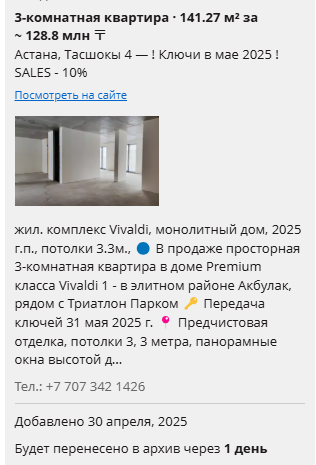 3-комнатная квартира · 141.27 м² за
~ 128.8 млн ₸
Астана, Тасшокы 4 — ! Ключи в мае 2025 !
SALES - 10%
Посмотреть на сайте
жил. комплекс Vivaldi, монолитный дом, 2025
г.п., потолки 3.3м., 🔵 В продаже просторная
3-комнатная квартира в доме Premium
класса Vivaldi 1 - в элитном районе Акбулак,
рядом с Триатлон Парком 🔑 Передача
ключей 31 мая 2025 г. 📍 Предчистовая
отделка, потолки 3, 3 метра, панорамные
окна высотой д...
Тел.: +7 707 342 1426
Добавлено 30 апреля, 2025
Будет перенесено в архив через 1 день